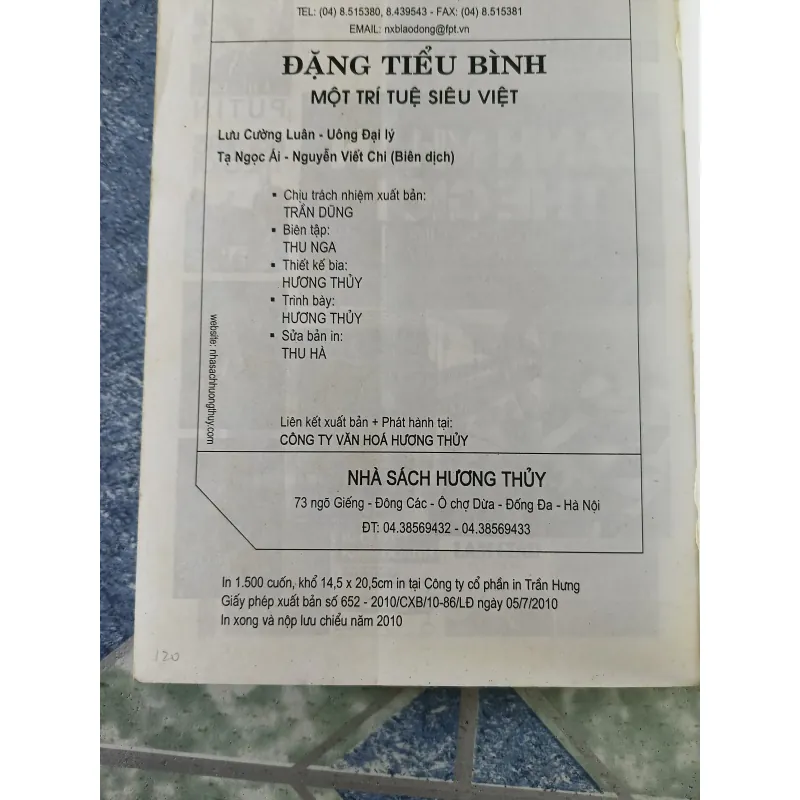 TEL: (04) 8.515380, 8.439543 - FAX: (04) 8.515381
EMAIL: nxblaodong@fpt.vn
ĐẶNG TIỂU BÌNH
MỘT TRÍ TUỆ SIÊU VIỆT
Lưu Cường Luân - Uông Đại lý
Tạ Ngọc Ái - Nguyễn Viết Chi (Biên dịch)
▪ Chịu trách nhiệm xuất bản:
TRẦN DŨNG
▪ Biên tập:
THU NGA
▪ Thiết kế bìa:
HƯƠNG THỦY
▪ Trình bày:
HƯƠNG THỦY
▪ Sửa bản in:
THU HÀ
website: nhasachhuongthuy.com
Liên kết xuất bản + Phát hành tại:
CÔNG TY VĂN HOÁ HƯƠNG THỦY
NHÀ SÁCH HƯƠNG THỦY
73 ngõ Giếng - Đông Các - Ô chợ Dừa - Đống Đa - Hà Nội
ĐT: 04.38569432 - 04.38569433
In 1.500 cuốn, khổ 14,5 x 20,5cm in tại Công ty cổ phần in Trần Hưng
Giấy phép xuất bản số 652 - 2010/CXB/10-86/LĐ ngày 05/7/2010
In xong và nộp lưu chiểu năm 2010
120